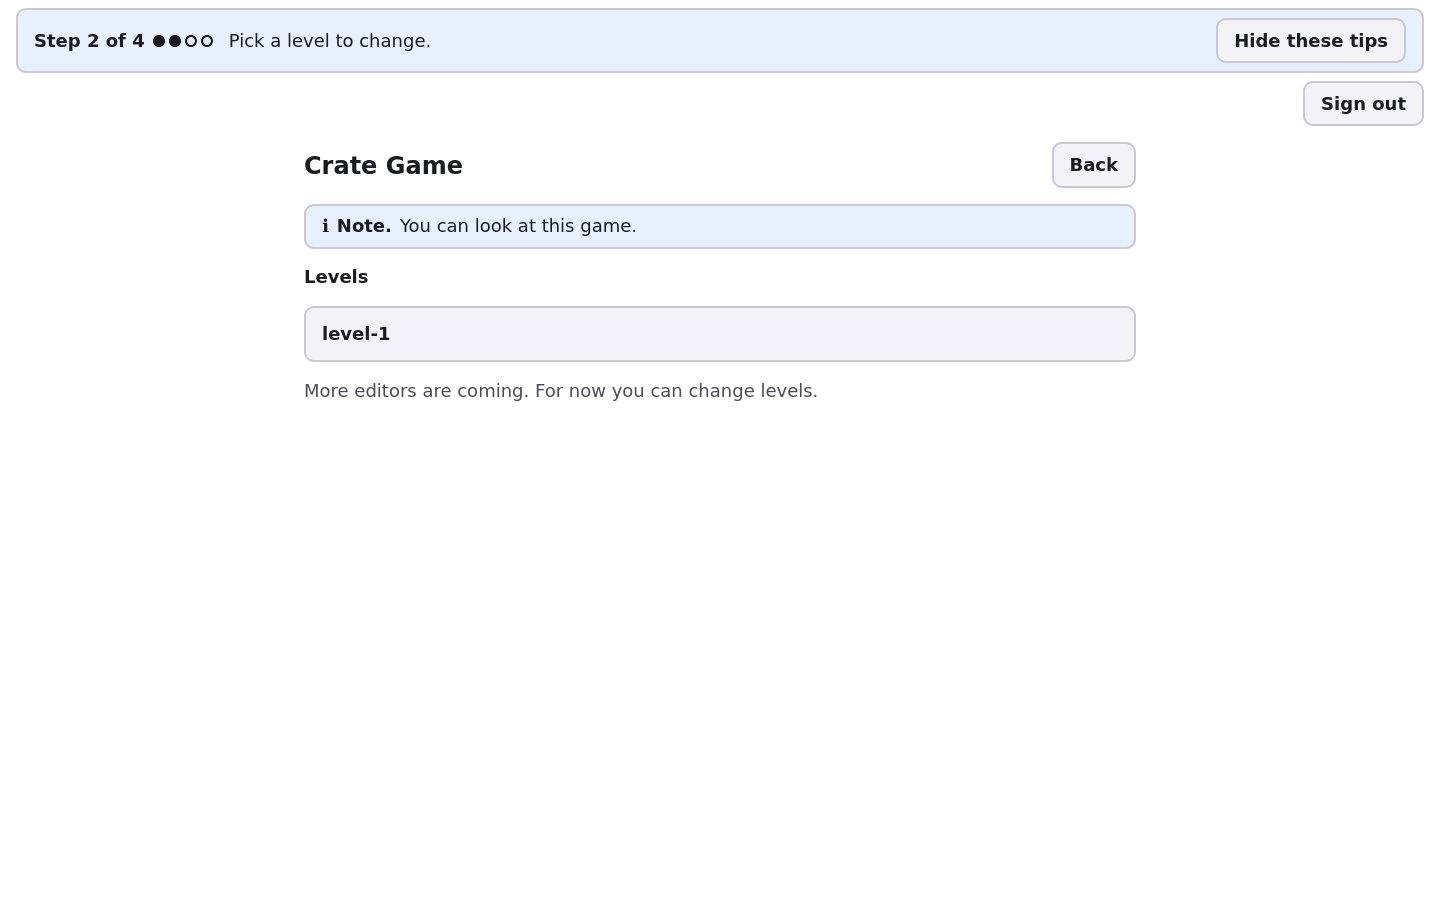 Step 2 of 4 Pick a level to change. Hide these tips
Sign out
Crate Game Back
ℹ Note. You can look at this game.
Levels
level-1
More editors are coming. For now you can change levels.